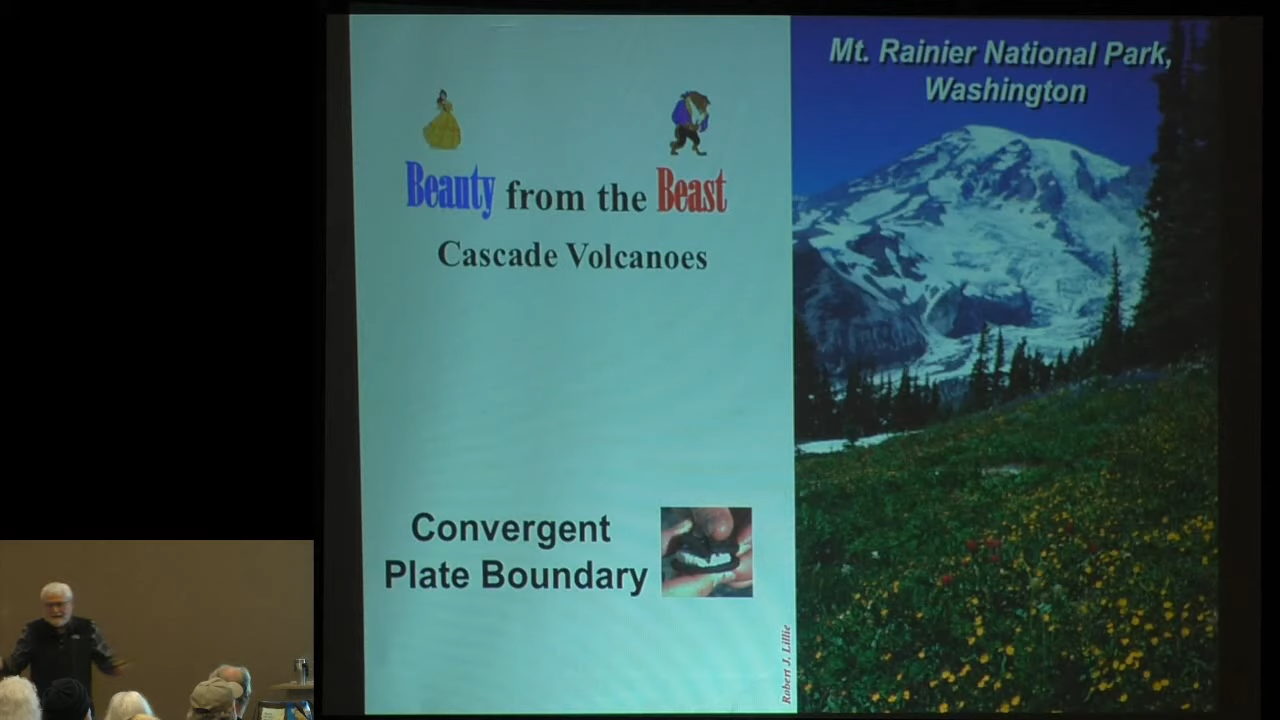 Beauty from the Beast
Cascade Volcanoes
Convergent
Plate Boundary
Robert J. Lillie
Mt. Rainier National Park,
Washington